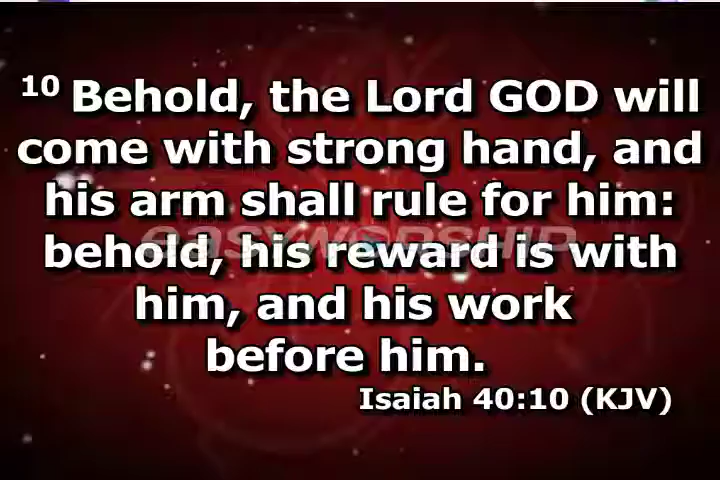 10 Behold, the Lord GOD will
come with strong hand, and
his arm shall rule for him:
behold, his reward is with
him, and his work
before him.
Isaiah 40:10 (KJV)
easyworship